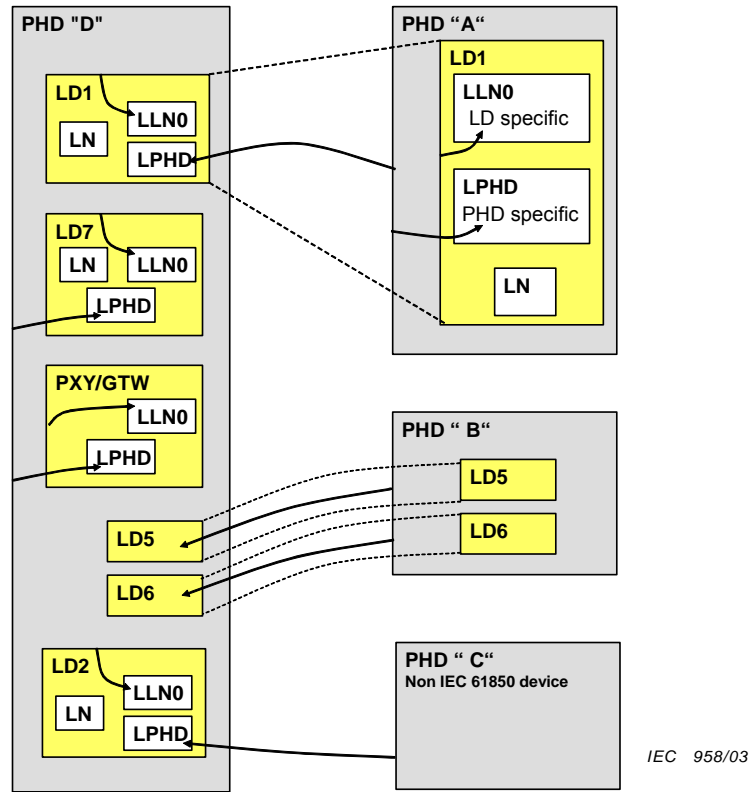 PHD "D"
LD1
LLN0
LN
LPHD
LD7
LN
LLN0
LPHD
PXY/GTW
LLN0
LPHD
LD5
LD6
LD2
LLN0
LN
LPHD
PHD “A“
LD1
LLN0
LD specific
LPHD
PHD specific
LN
PHD “ B“
LD5
LD6
PHD “ C“
Non IEC 61850 device
IEC 958/03